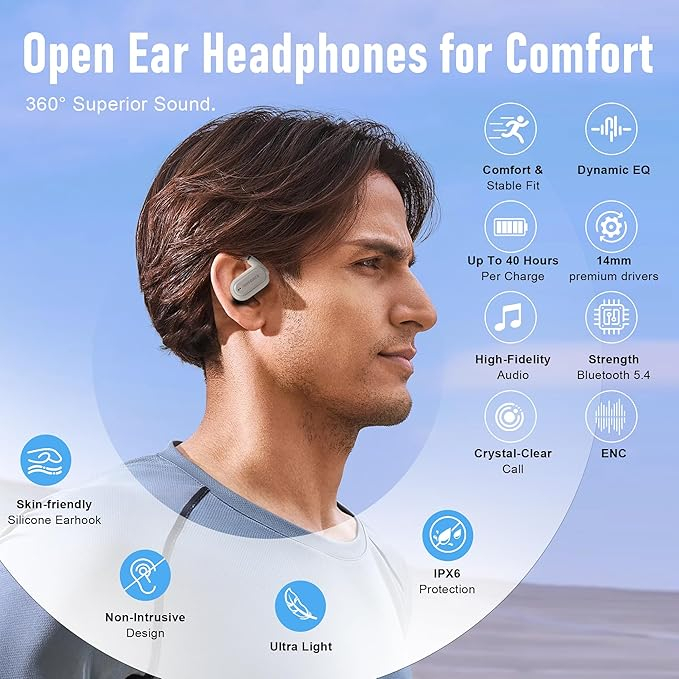 Open Ear Headphones for Comfort
360° Superior Sound.
Comfort &
Stable Fit
Dynamic EQ
Up To 40 Hours
Per Charge
14mm
premium drivers
High-Fidelity
Audio
Strength
Bluetooth 5.4
Crystal-Clear
Call
ENC
Skin-friendly
Silicone Earhook
Non-Intrusive
Design
Ultra Light
IPX6
Protection